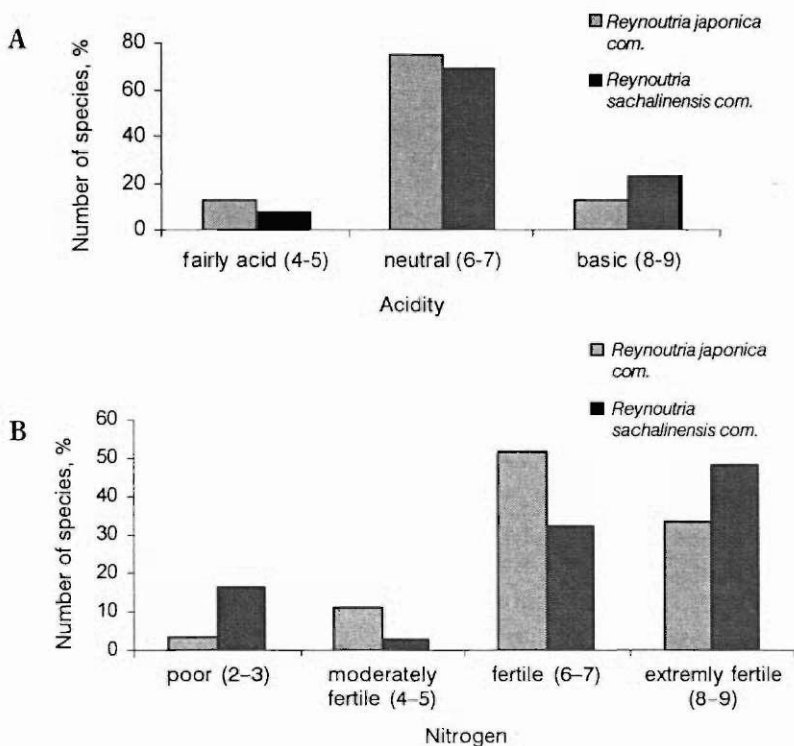 A
Number of species, %
80
60
40
20
0
Reynoutria japonica
com.
Reynoutria
sachalinensis com.
fairly acid (4-5)
neutral (6-7)
basic (8-9)
Acidity
B
Number of species, %
60
50
40
30
20
10
0
Reynoutria japonica
com.
Reynoutria
sachalinensis com.
poor (2–3)
moderately
fertile (4–5)
fertile (6–7)
extremly fertile
(8–9)
Nitrogen